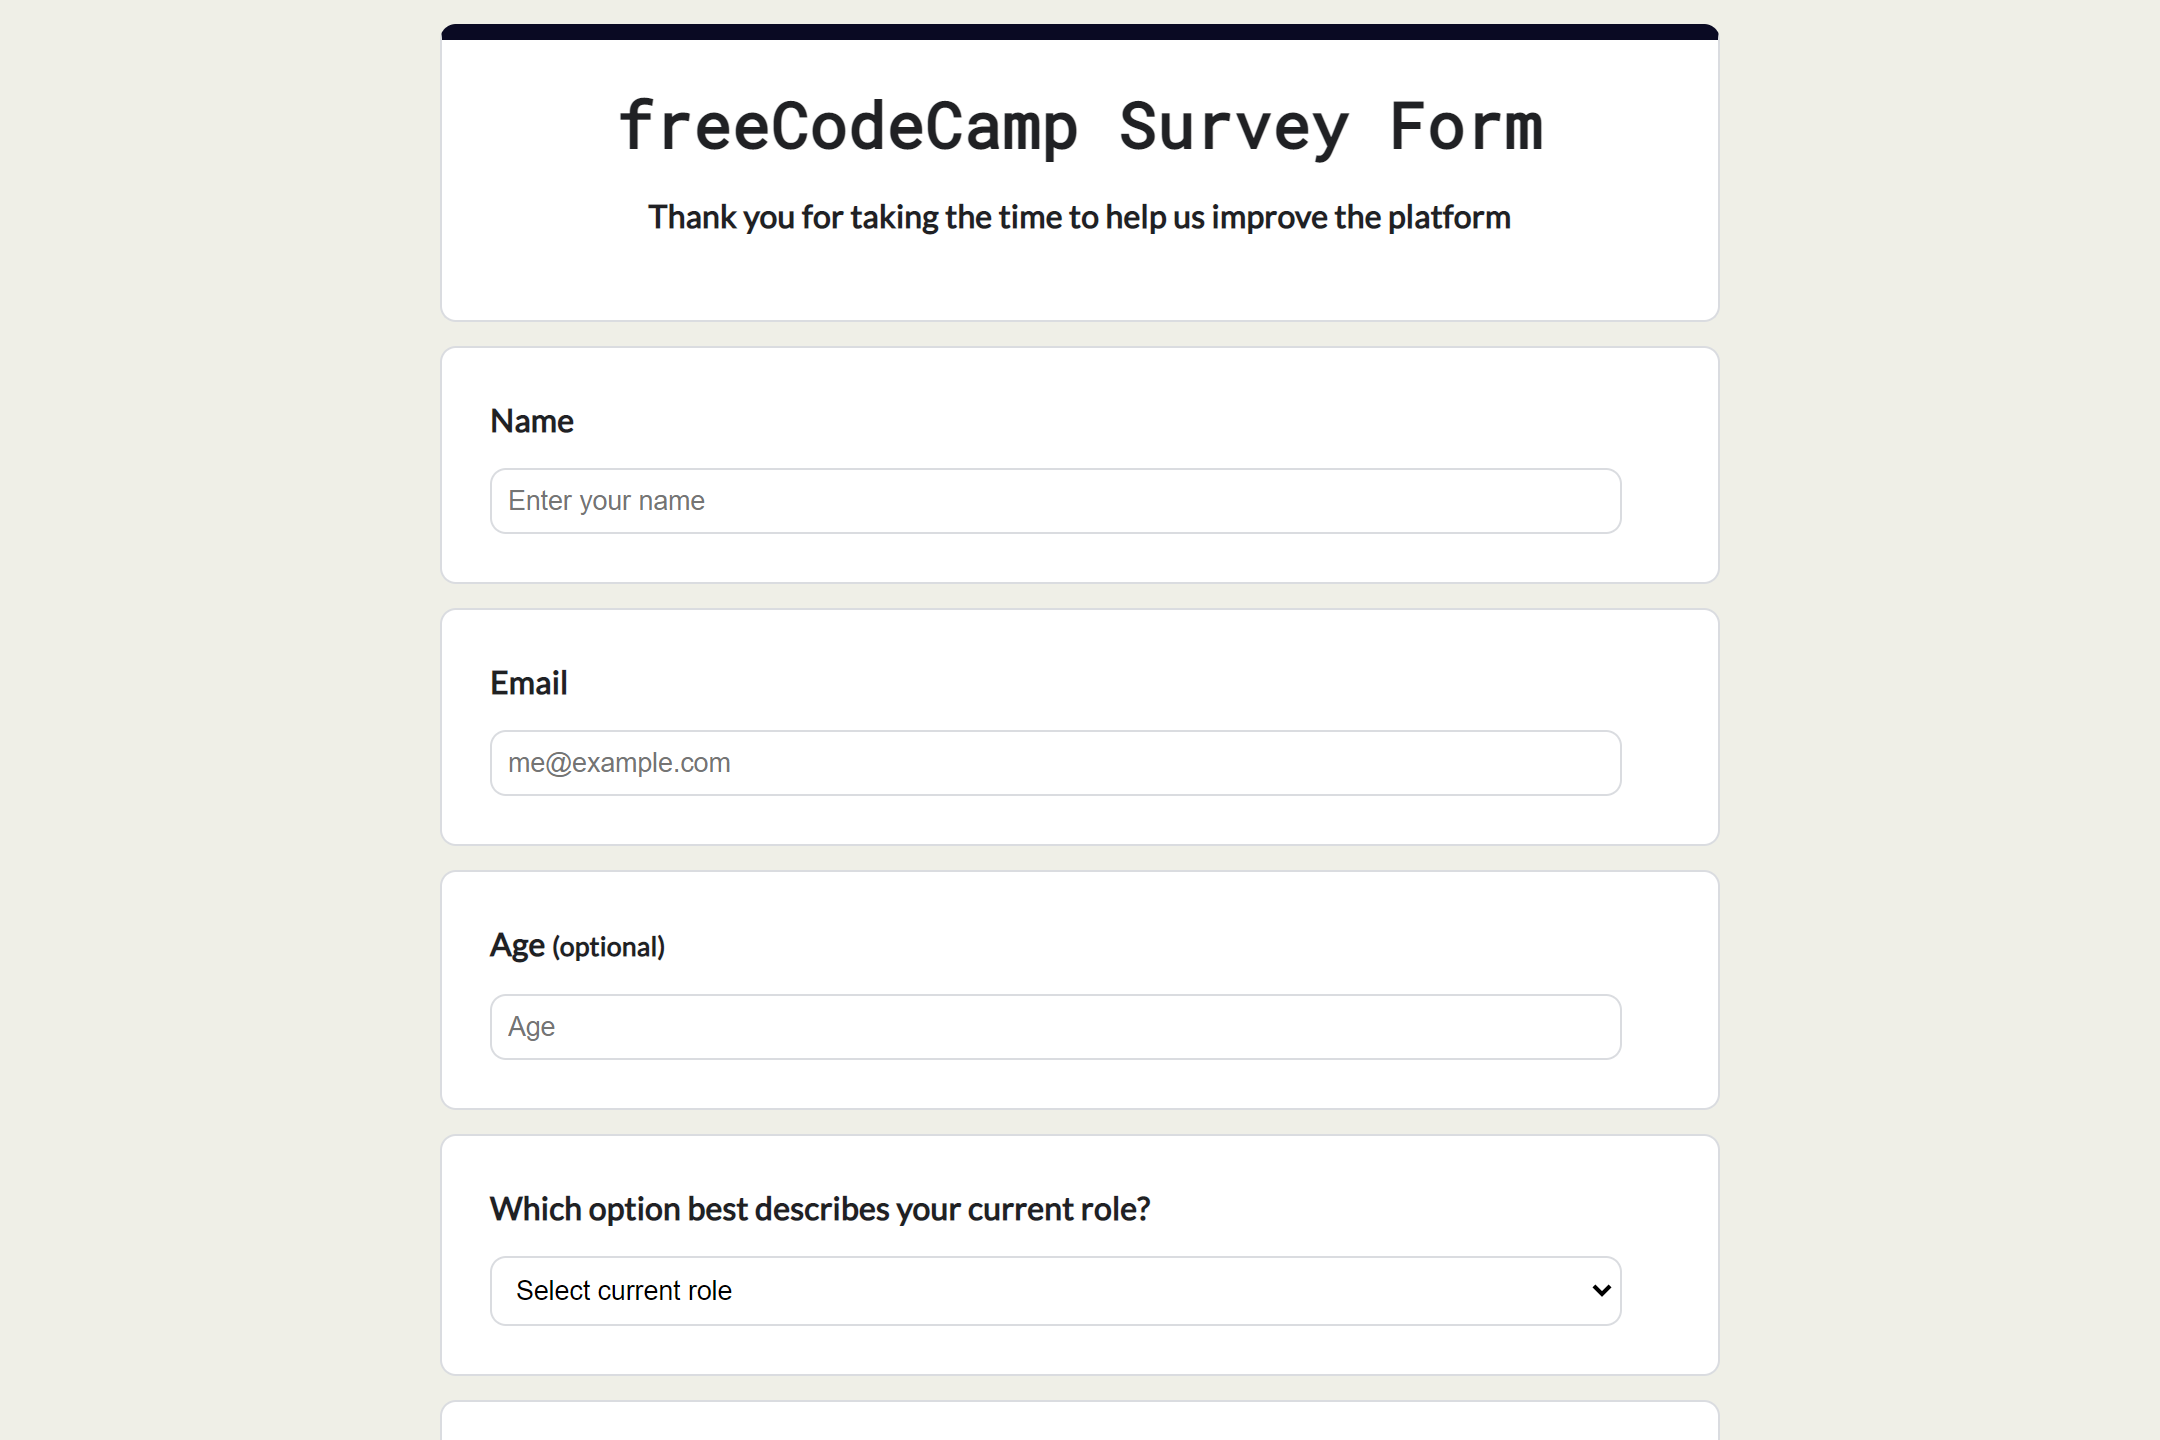 freeCodeCamp Survey Form
Thank you for taking the time to help us improve the platform
Name
Enter your name
Email
me@example.com
Age (optional)
Age
Which option best describes your current role?
Select current role